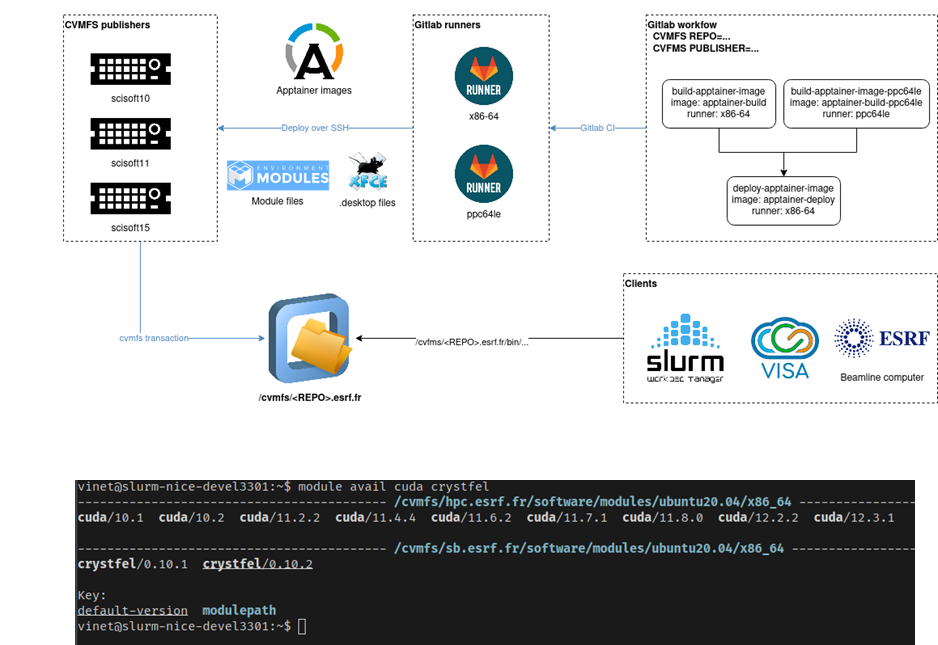 CVMFS publishers
scisoft10
scisoft11
scisoft15
Apptainer images
Deploy over SSH
ENVIRONMENT
MODULES
Module files
XFCE
.desktop files
Gitlab runners
RUNNER
x86-64
RUNNER
ppc64le
Gitlab CI
Gitlab workfow
CVMFS REPO=...
CVFMS PUBLISHER=...
build-apptainer-image
image: apptainer-build
runner: x86-64
build-apptainer-image-ppc64le
image: apptainer-build-ppc64le
runner: ppc64le
deploy-apptainer-image
image: apptainer-deploy
runner: x86-64
cvmfs transaction
/cvmfs/<REPO>.esrf.fr
/cvfms/<REPO>.esrf.fr/bin/...
Clients
slurm
workload manager
VISA
ESRF
Beamline computer
vinet@slurm-nice-devel3301:~$ module avail cuda crystfel
---------------------------------------- /cvmfs/hpc.esrf.fr/software/modules/ubuntu20.04/x86_64 ---------------
cuda/10.1 cuda/10.2 cuda/11.2.2 cuda/11.4.4 cuda/11.6.2 cuda/11.7.1 cuda/11.8.0 cuda/12.2.2 cuda/12.3.1
---------------------------------------- /cvmfs/sb.esrf.fr/software/modules/ubuntu20.04/x86_64 ----------------
crystfel/0.10.1 crystfel/0.10.2
Key:
default-version modulepath
vinet@slurm-nice-devel3301:~$